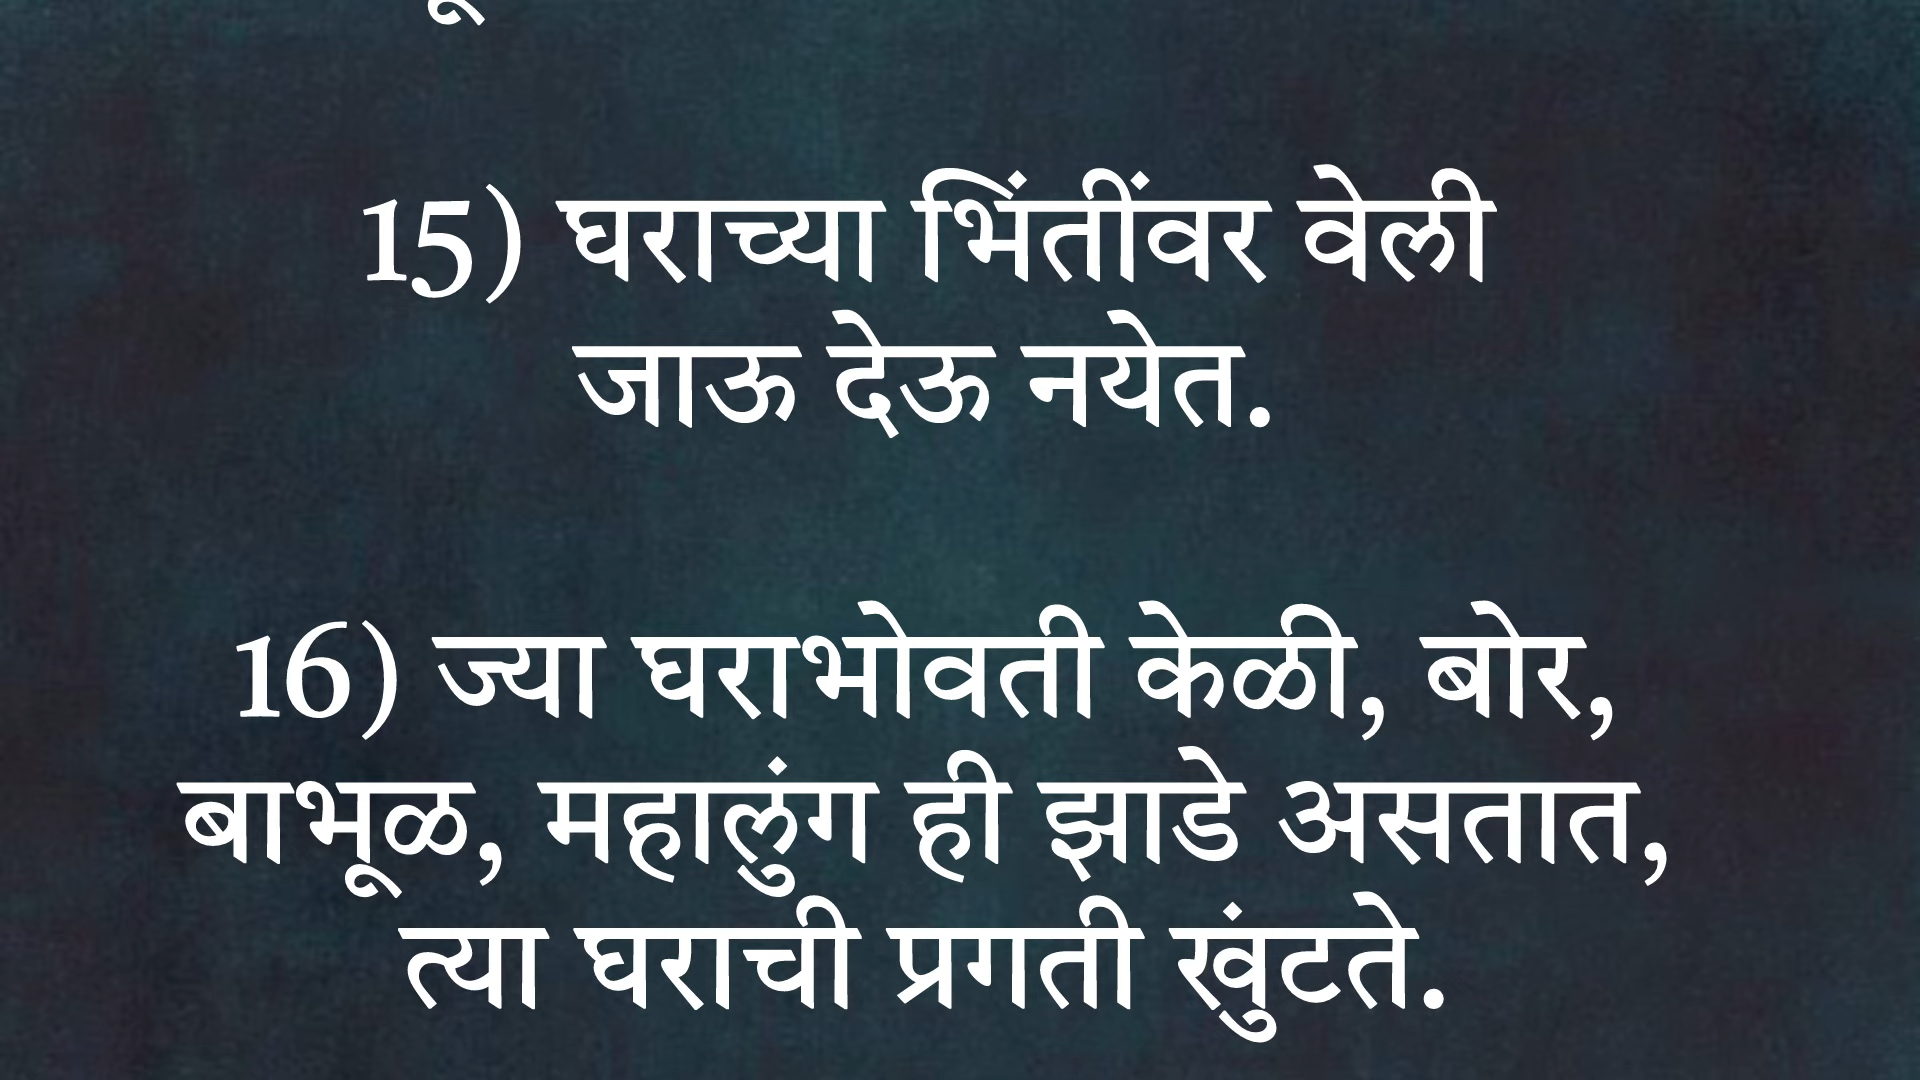 15) घराच्या भिंतींवर वेली
जाऊ देऊ नयेत.
16) ज्या घराभोवती केळी, बोर,
बाभूळ, महालुंग ही झाडे असतात,
त्या घराची प्रगती खुंटते.